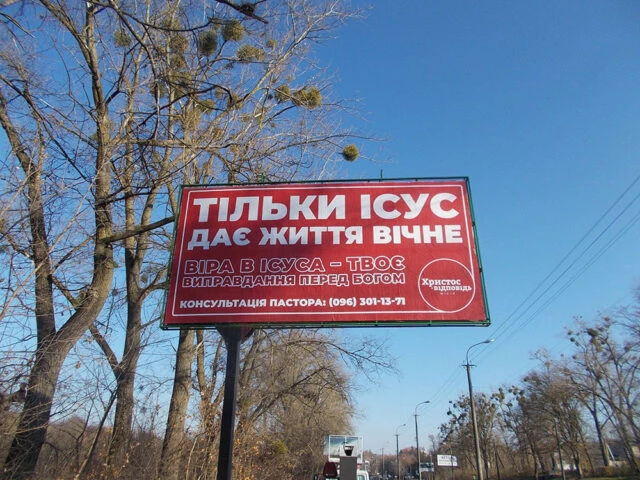 ТІЛЬКИ ІСУС
ДАЄ ЖИТТЯ ВІЧНЕ
ВІРА В ІСУСА – ТВОЄ
ВИПРАВДАННЯ ПЕРЕД БОГОМ
КОНСУЛЬТАЦІЯ ПАСТОРА: (096) 301-13-71
Христос
є відповідь